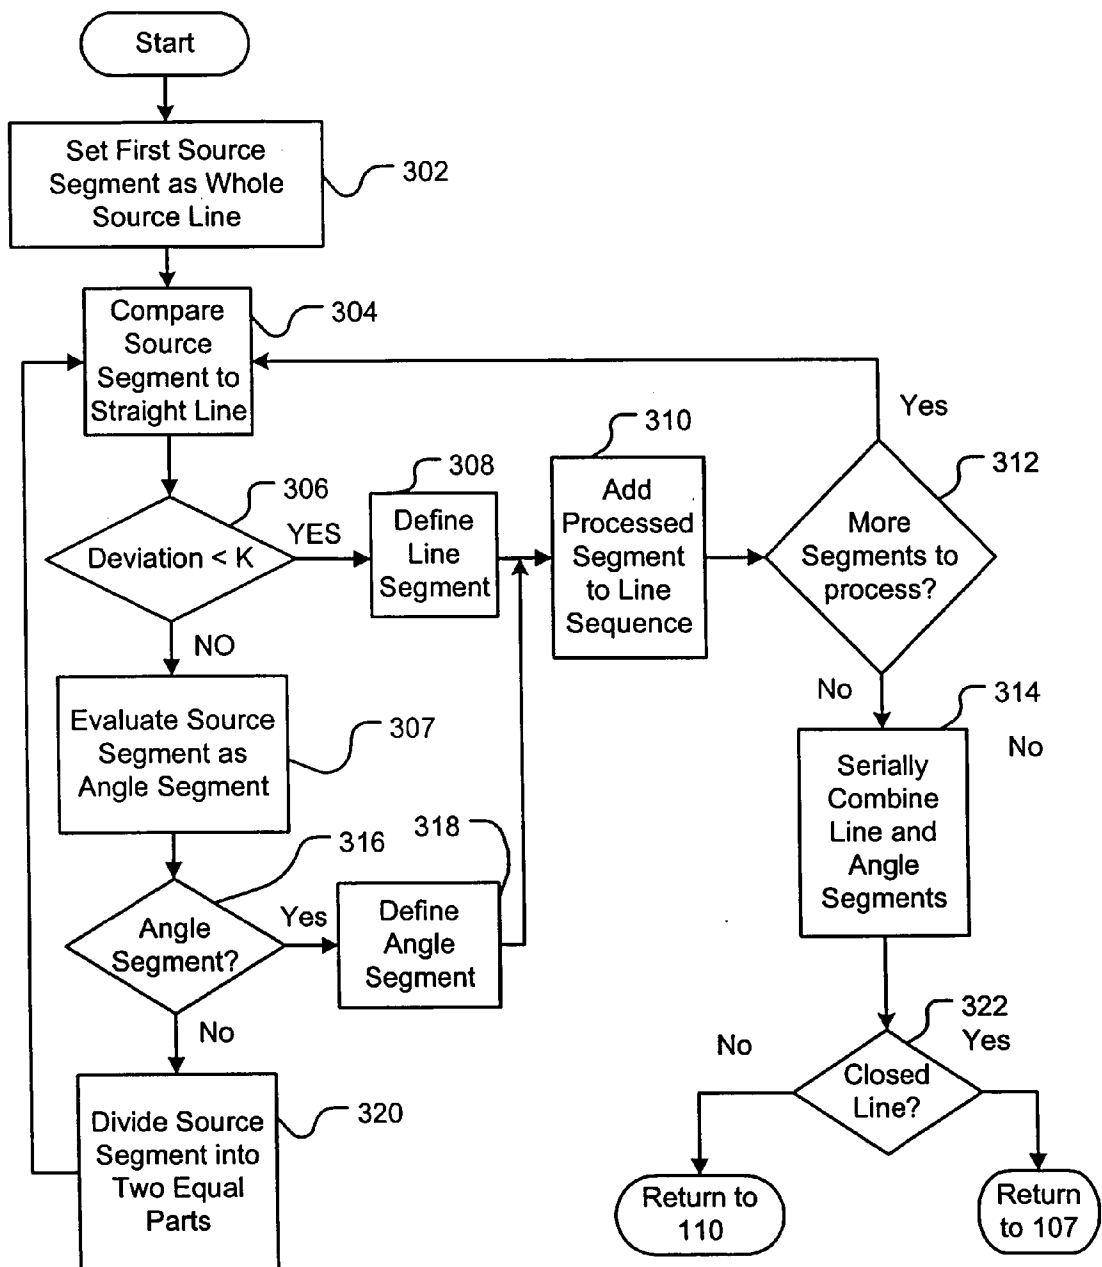 Start
Set First Source
Segment as Whole
Source Line
302
Compare
Source
Segment to
Straight Line
304
Deviation < K
306
YES
NO
308
Define
Line
Segment
310
Add
Processed
Segment
to Line
Sequence
Yes
312
More
Segments to
process?
No
314
No
Serially
Combine
Line and
Angle
Segments
Evaluate Source
Segment as
Angle Segment
307
316
Angle
Segment?
Yes
No
318
Define
Angle
Segment
320
Divide Source
Segment into
Two Equal
Parts
322
No
Yes
Closed
Line?
Return to
110
Return
to 107